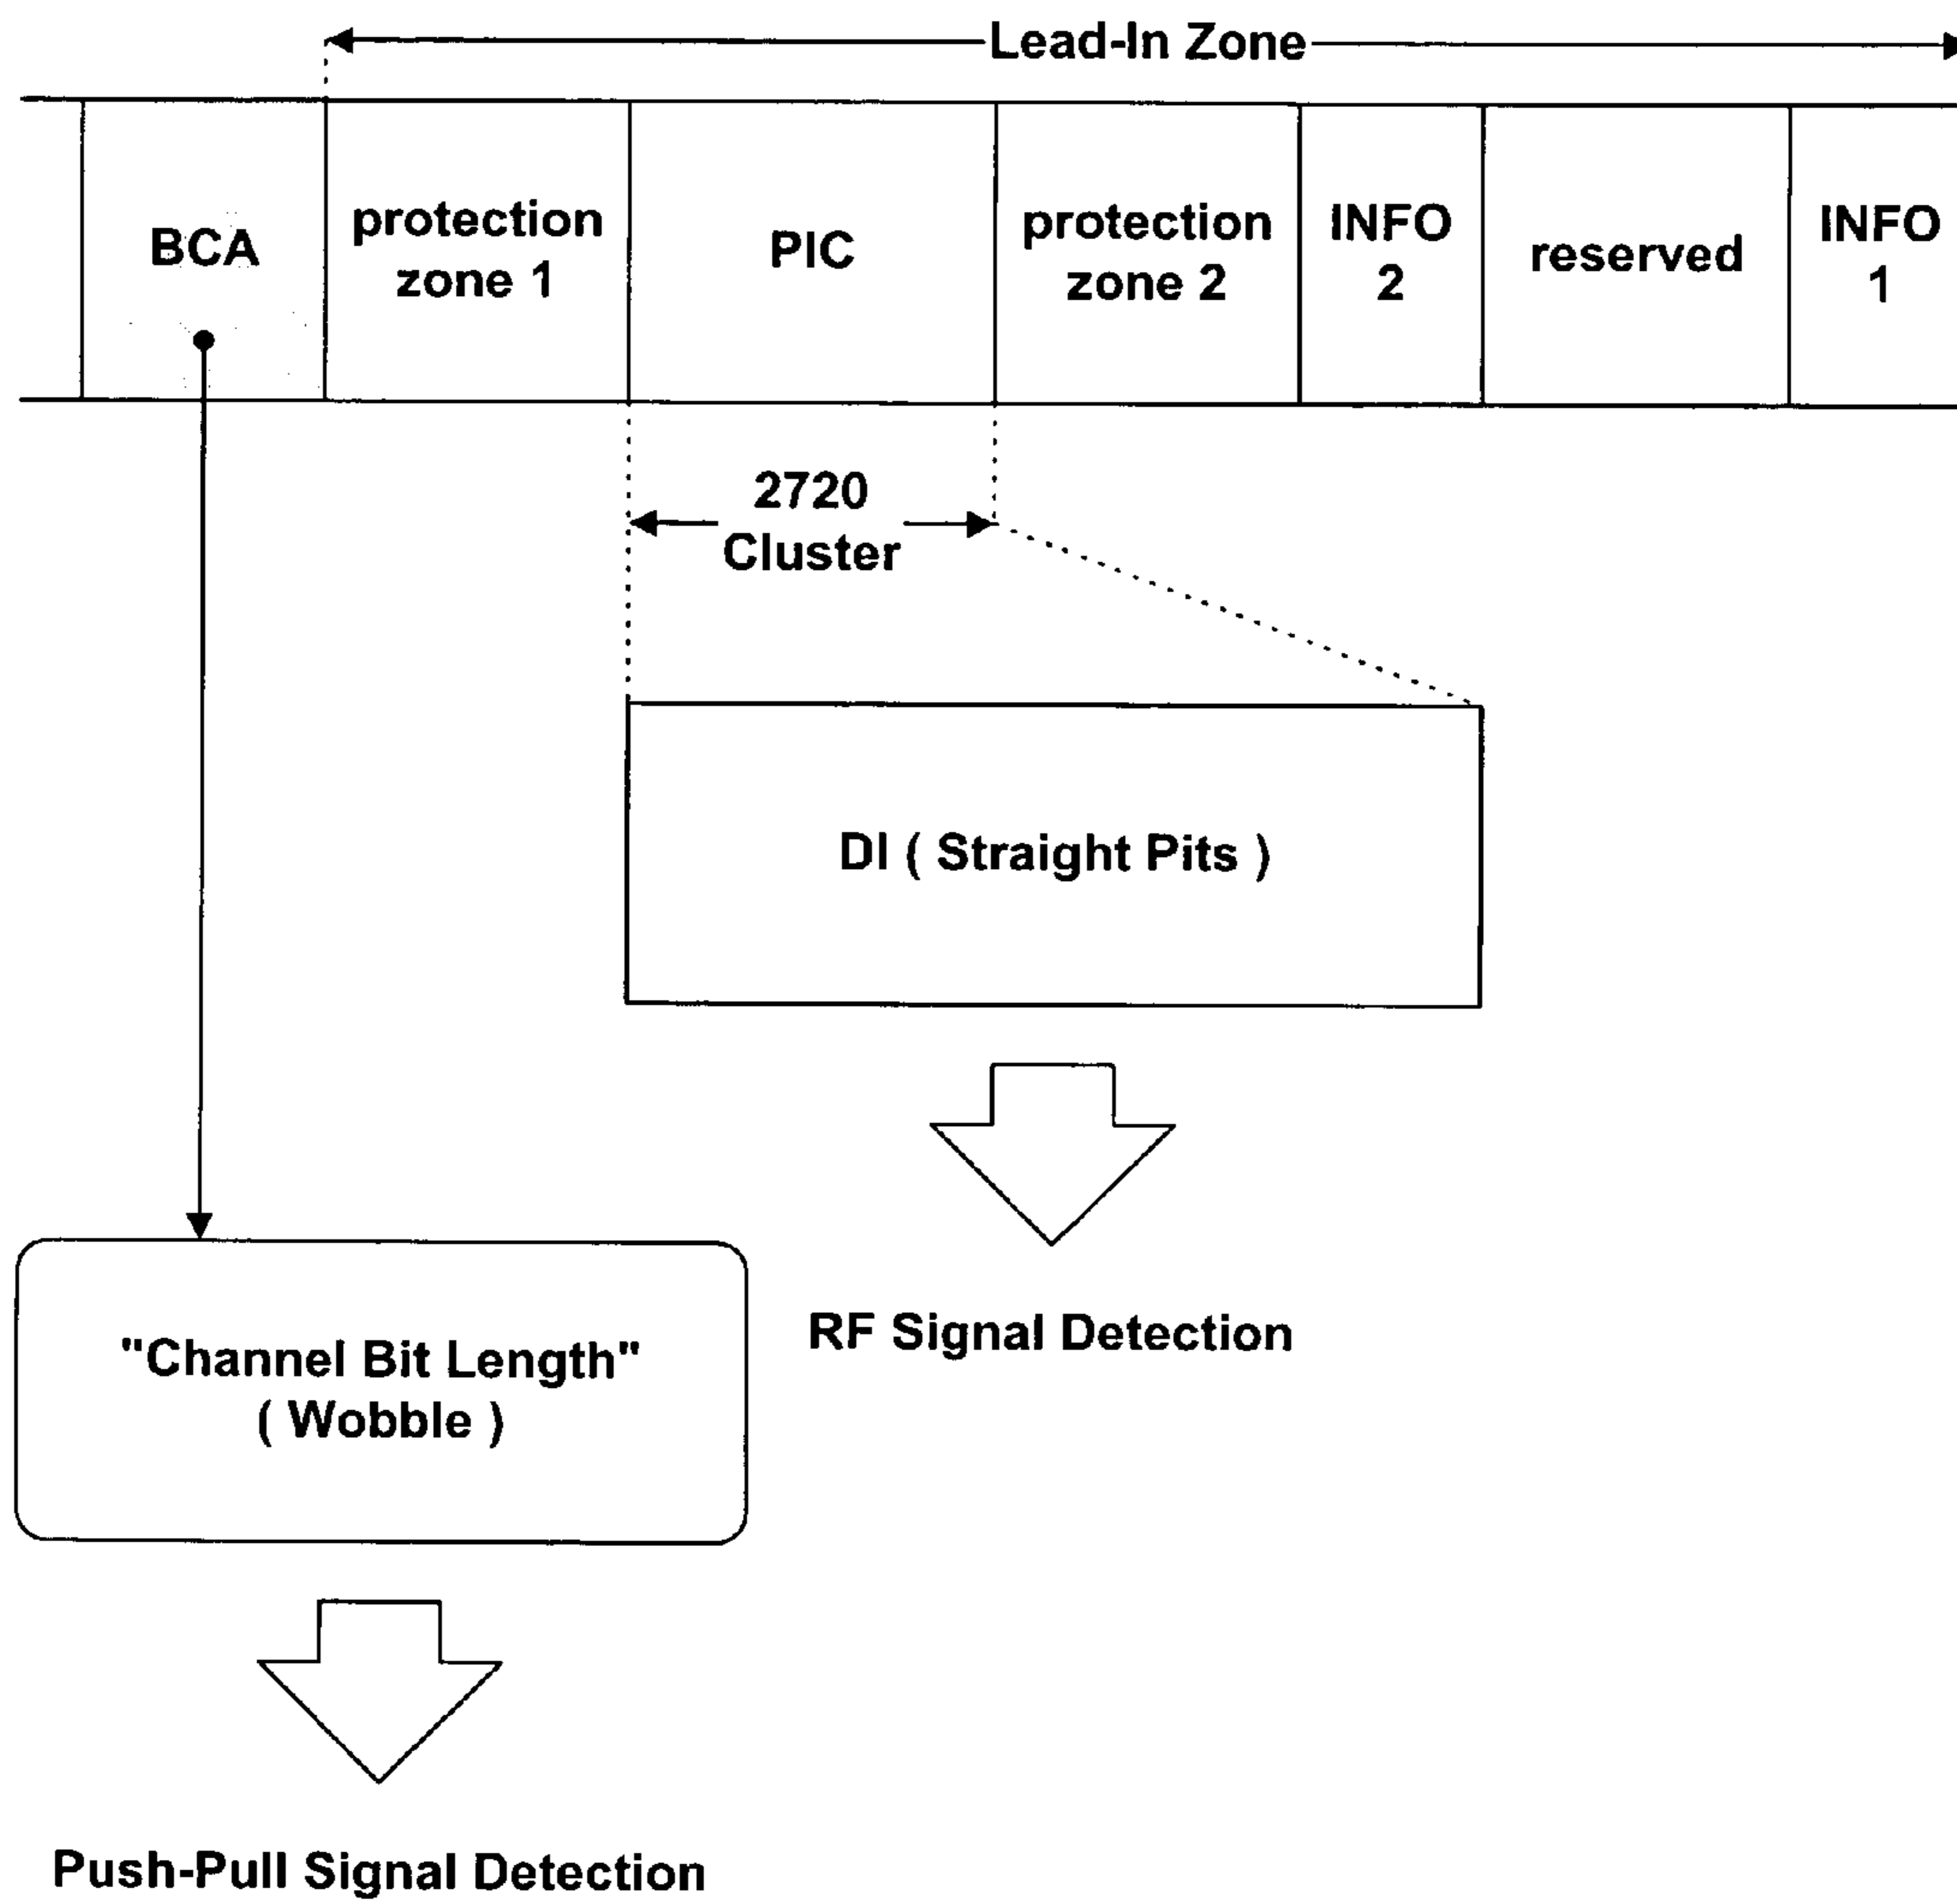 Lead-In Zone
BCA
protection
zone 1
PIC
protection
zone 2
INFO
2
reserved
INFO
1
2720
Cluster
DI ( Straight Pits )
RF Signal Detection
"Channel Bit Length"
( Wobble )
Push-Pull Signal Detection